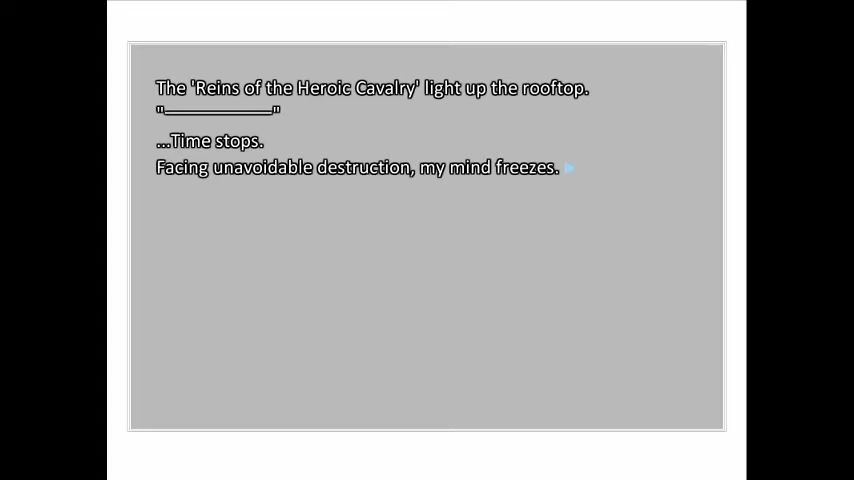 The 'Reins of the Heroic Cavalry' light up the rooftop.
"――――――――"
...Time stops.
Facing unavoidable destruction, my mind freezes.